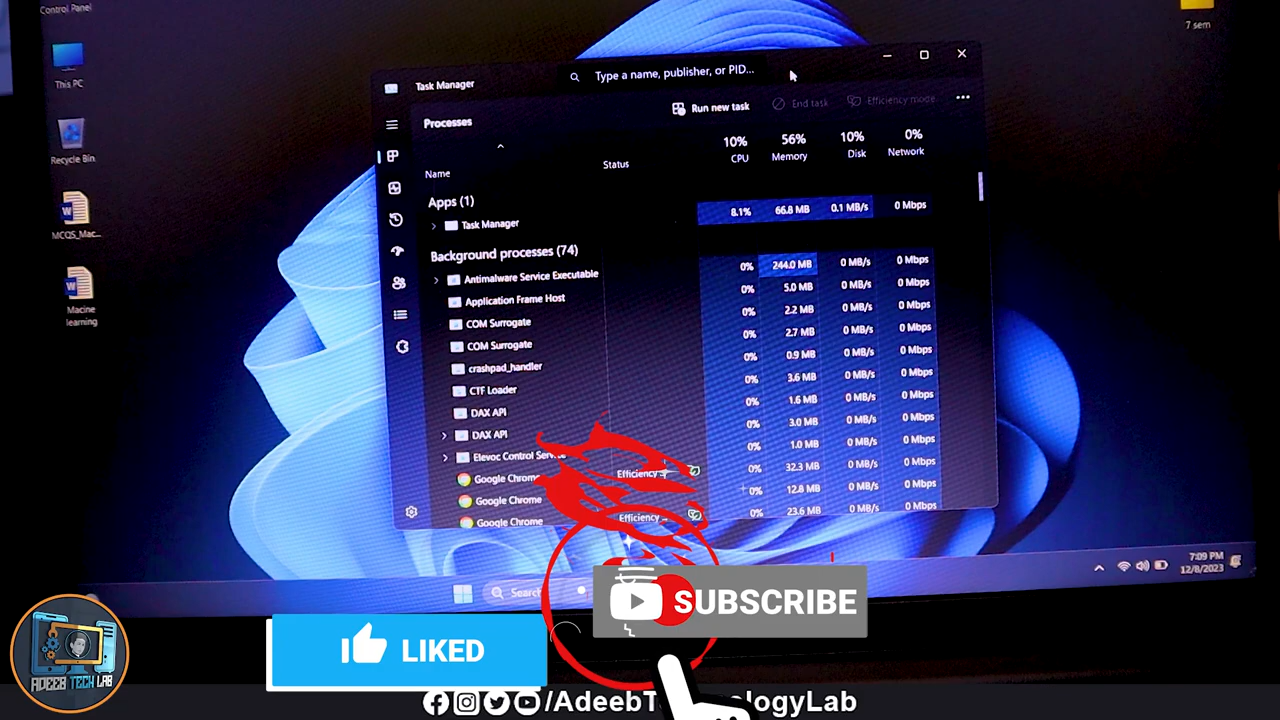 Control Panel
This PC
Recycle Bin
MCQS_Mac...
Macine
learning
7 sem
Task Manager
Type a name, publisher, or PID...
Processes
Run new task
End task
Efficiency mode
Name
Status
10%
CPU
56%
Memory
10%
Disk
0%
Network
Apps (1)
Task Manager
8.1% 66.8 MB 0.1 MB/s 0 Mbps
Background processes (74)
Antimalware Service Executable 0% 244.0 MB 0 MB/s 0 Mbps
Application Frame Host 0% 5.0 MB 0 MB/s 0 Mbps
COM Surrogate 0% 2.2 MB 0 MB/s 0 Mbps
COM Surrogate 0% 2.7 MB 0 MB/s 0 Mbps
crashpad_handler 0% 0.9 MB 0 MB/s 0 Mbps
CTF Loader 0% 3.6 MB 0 MB/s 0 Mbps
DAX API 0% 1.6 MB 0 MB/s 0 Mbps
DAX API 0% 3.0 MB 0 MB/s 0 Mbps
Elevoc Control Serv... 0% 1.0 MB 0 MB/s 0 Mbps
Google Chrome Efficiency 0% 32.3 MB 0 MB/s 0 Mbps
Google Chrome 0% 12.8 MB 0 MB/s 0 Mbps
Google Chrome Efficiency ... 0% 23.6 MB 0 MB/s 0 Mbps
Search
7:09 PM
12/8/2023
SUBSCRIBE
LIKED
ADEEB TECH LAB